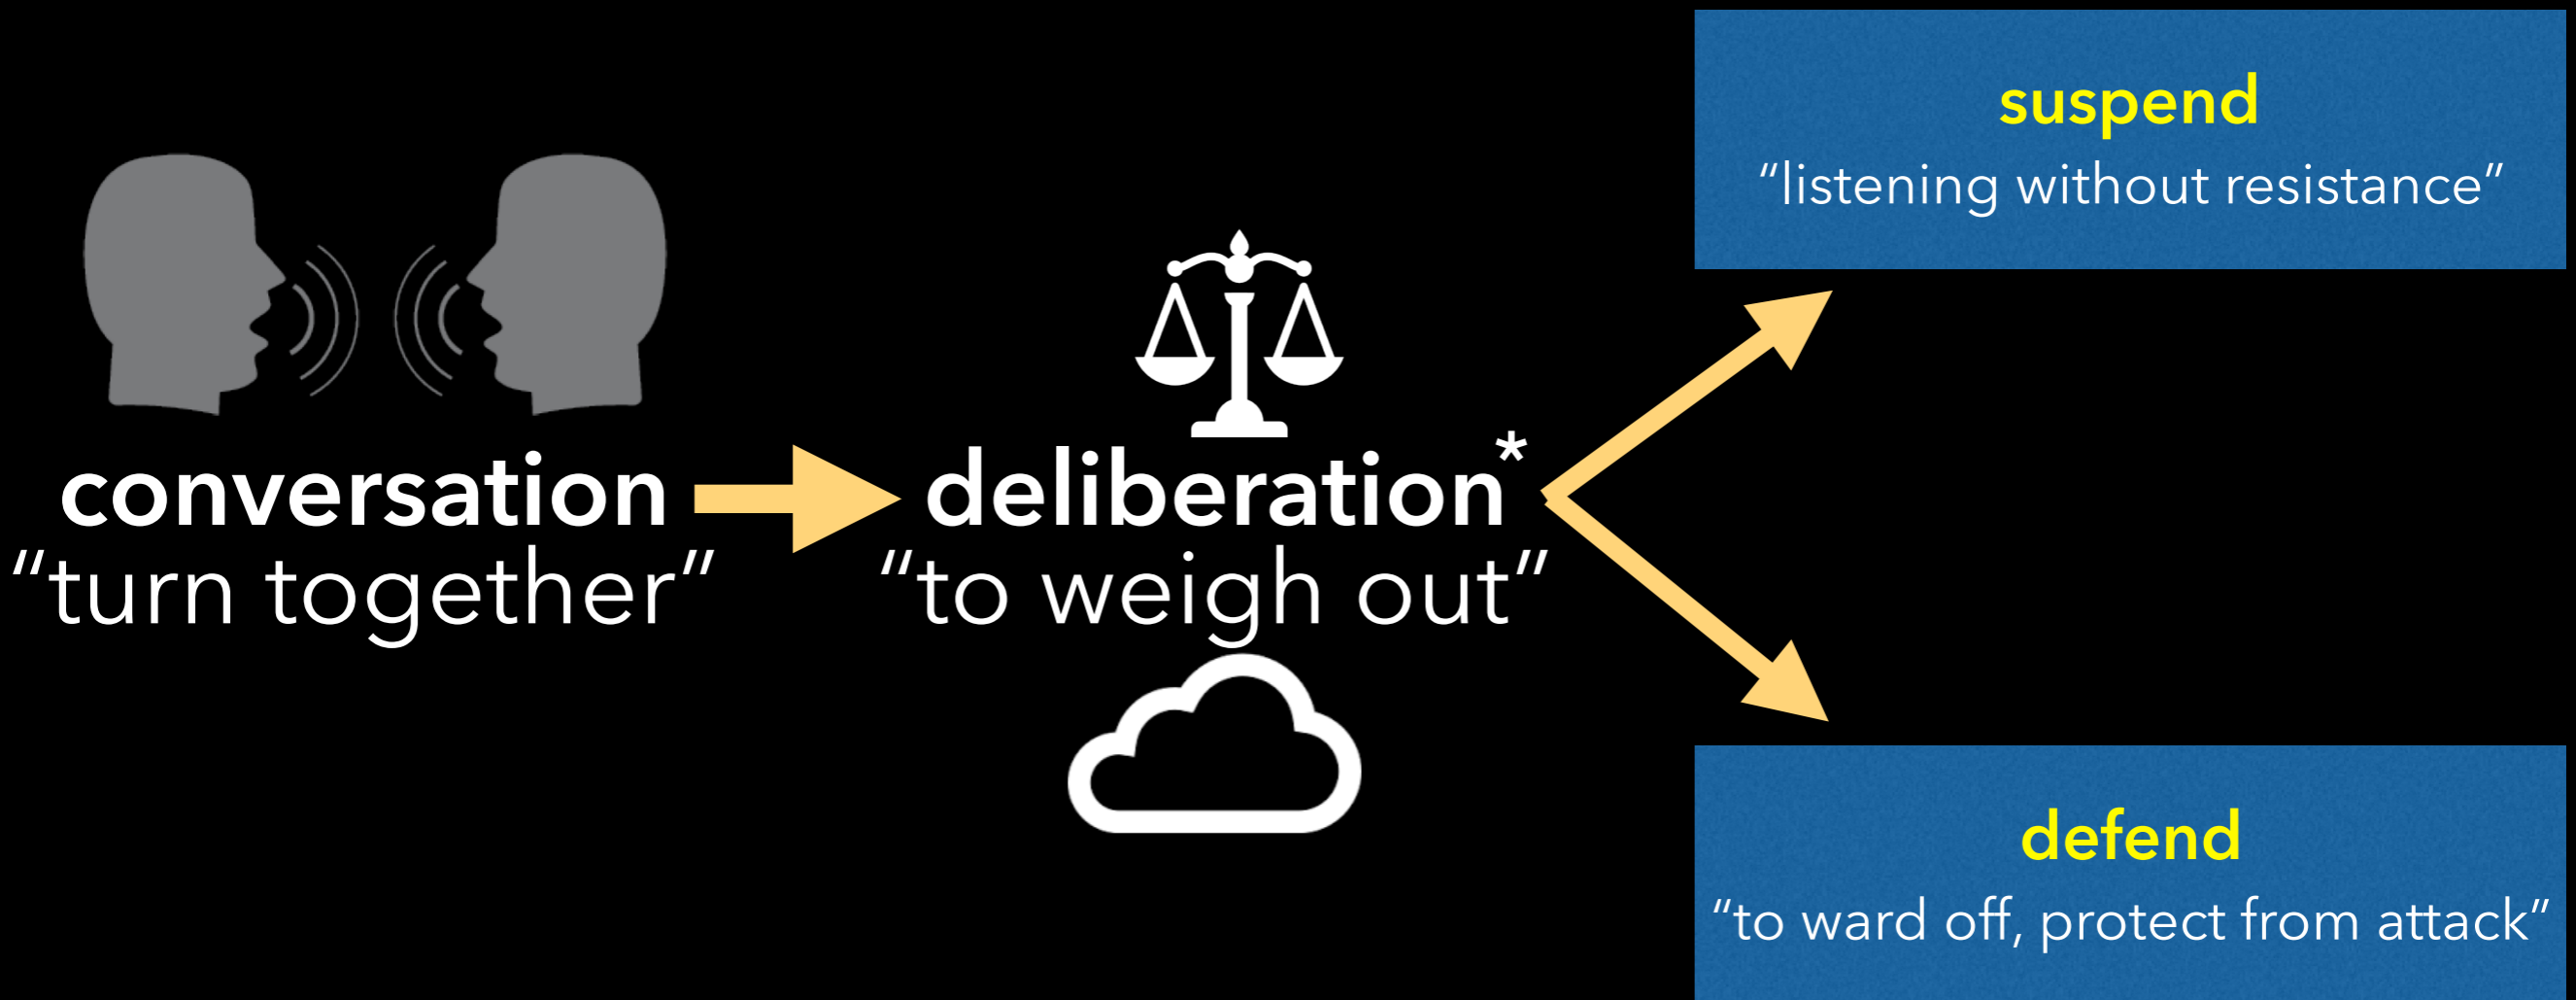 conversation
“turn together”
deliberation*
“to weigh out”
suspend
“listening without resistance”
defend
“to ward off, protect from attack”